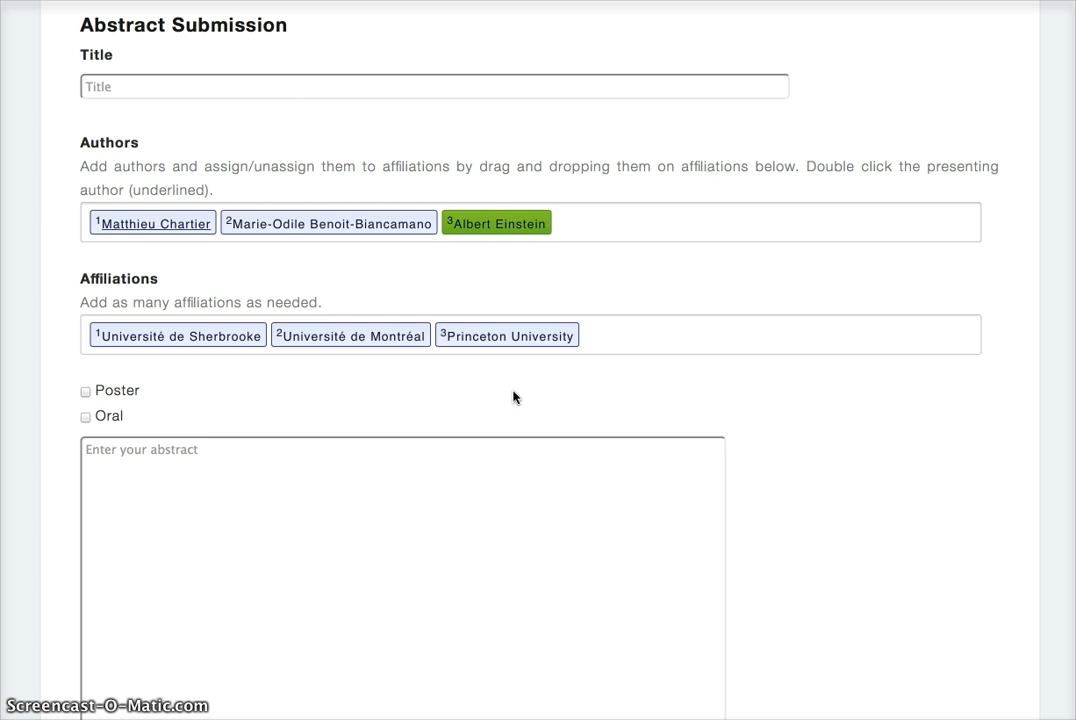 Abstract Submission
Title
Title
Authors
Add authors and assign/unassign them to affiliations by drag and dropping them on affiliations below. Double click the presenting
author (underlined).
¹Matthieu Chartier ²Marie-Odile Benoit-Biancamano ³Albert Einstein
Affiliations
Add as many affiliations as needed.
¹Université de Sherbrooke ²Université de Montréal ³Princeton University
Poster
Oral
Enter your abstract
Screencast-O-Matic.com